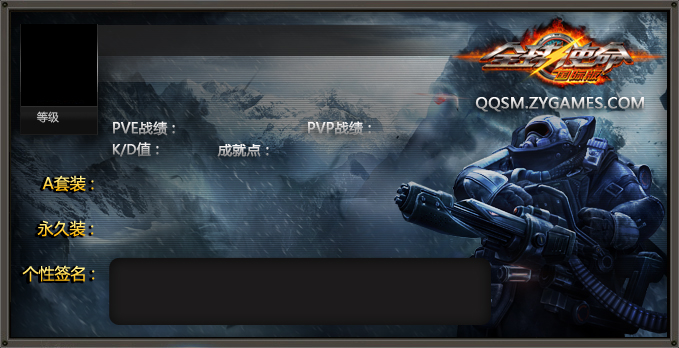 全球使命
国际版
QQSM.ZYGAMES.COM
等级
PVE战绩：
PVP战绩：
K/D值：
成就点：
A套装：
永久装：
个性签名：